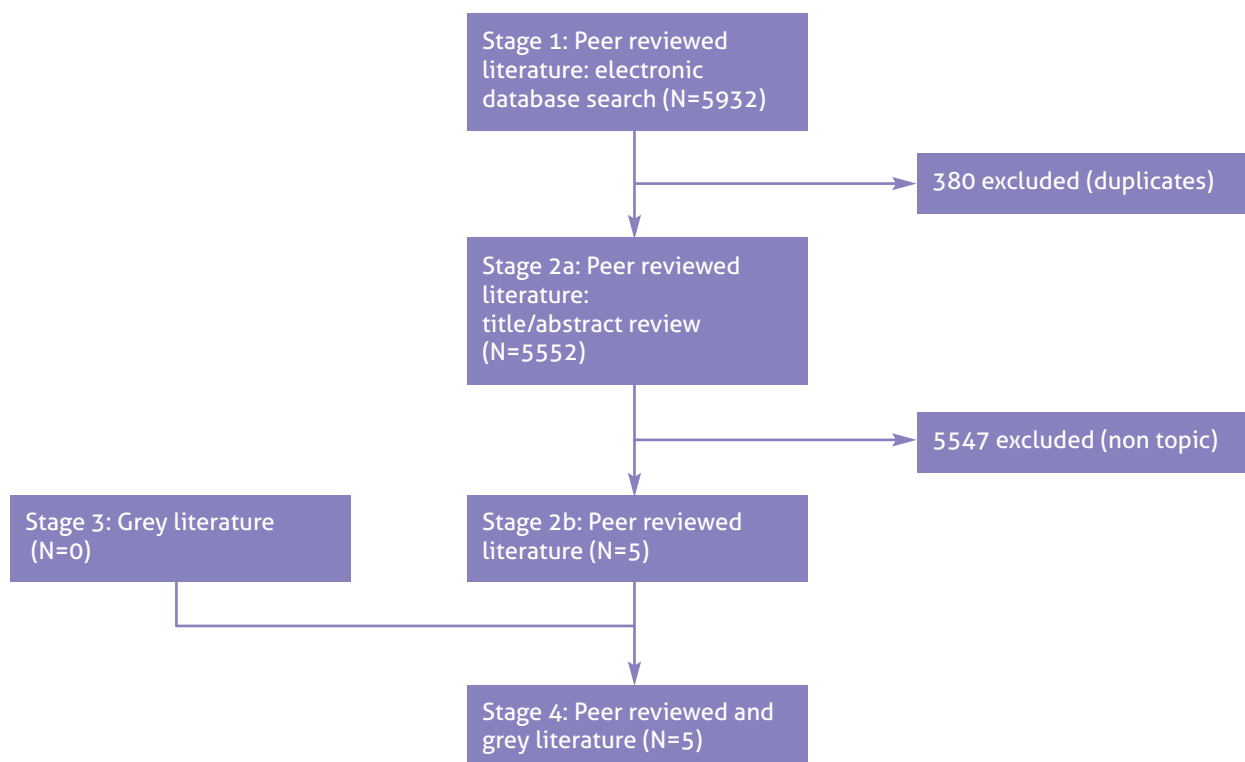 Stage 1: Peer reviewed
literature: electronic
database search (N=5932)
380 excluded (duplicates)
Stage 2a: Peer reviewed
literature:
title/abstract review
(N=5552)
5547 excluded (non topic)
Stage 3: Grey literature
(N=0)
Stage 2b: Peer reviewed
literature (N=5)
Stage 4: Peer reviewed and
grey literature (N=5)